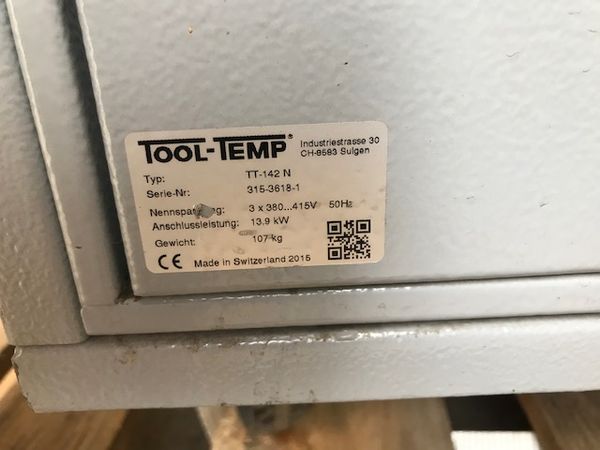 TOOL-TEMP®
Industriestrasse 30
CH-8583 Sulgen
Typ: TT-142 N
Serie-Nr: 315-3618-1
3 x 380...415V 50Hz
Anschlussleistung: 13.9 kW
Gewicht: 107 kg
CE Made in Switzerland 2015